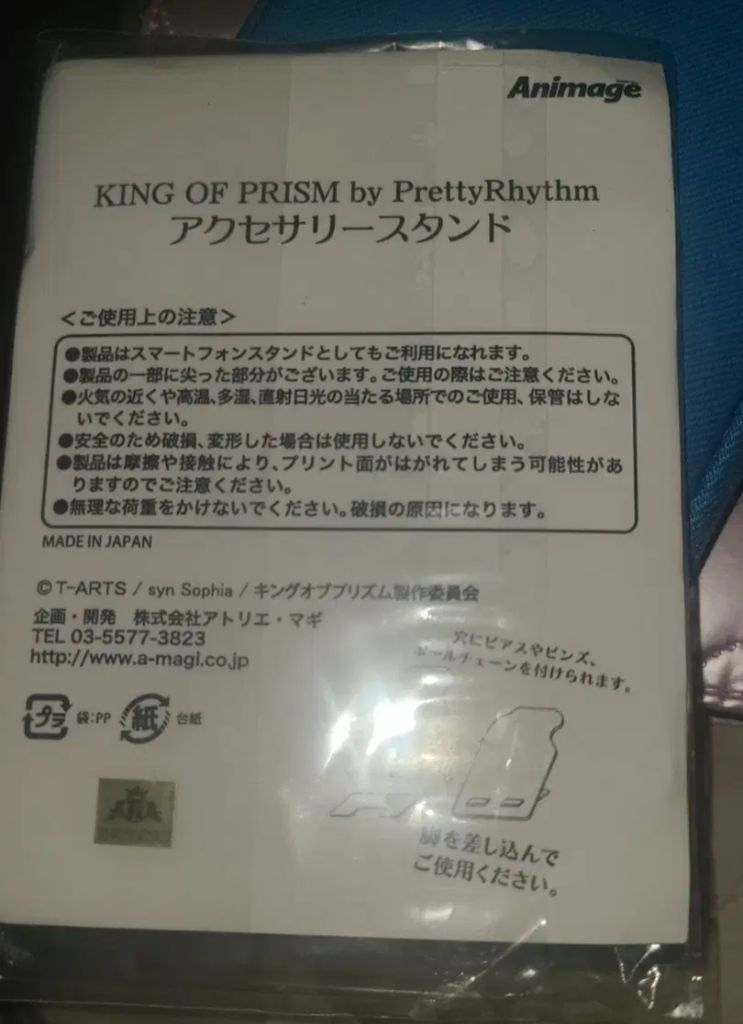 Animage
KING OF PRISM by PrettyRhythm
アクセサリースタンド
＜ご使用上の注意＞
●製品はスマートフォンスタンドとしてもご利用になれます。
●製品の一部に尖った部分がございます。ご使用の際はご注意ください。
●火気の近くや高温、多湿、直射日光の当たる場所でのご使用、保管はしな
いでください。
●安全のため破損、変形した場合は使用しないでください。
●製品は摩擦や接触により、プリント面がはがれてしまう可能性があ
りますのでご注意ください。
●無理な荷重をかけないでください。破損の原因になります。
MADE IN JAPAN
©T-ARTS / syn Sophia / キングオブプリズム製作委員会
企画・開発　株式会社アトリエ・マギ
TEL 03-5577-3823
http://www.a-magi.co.jp
穴にピアスやピンズ、
ボールチェーンを付けられます。
プラ 袋:PP 紙 台紙
脚を差し込んで
ご使用ください。